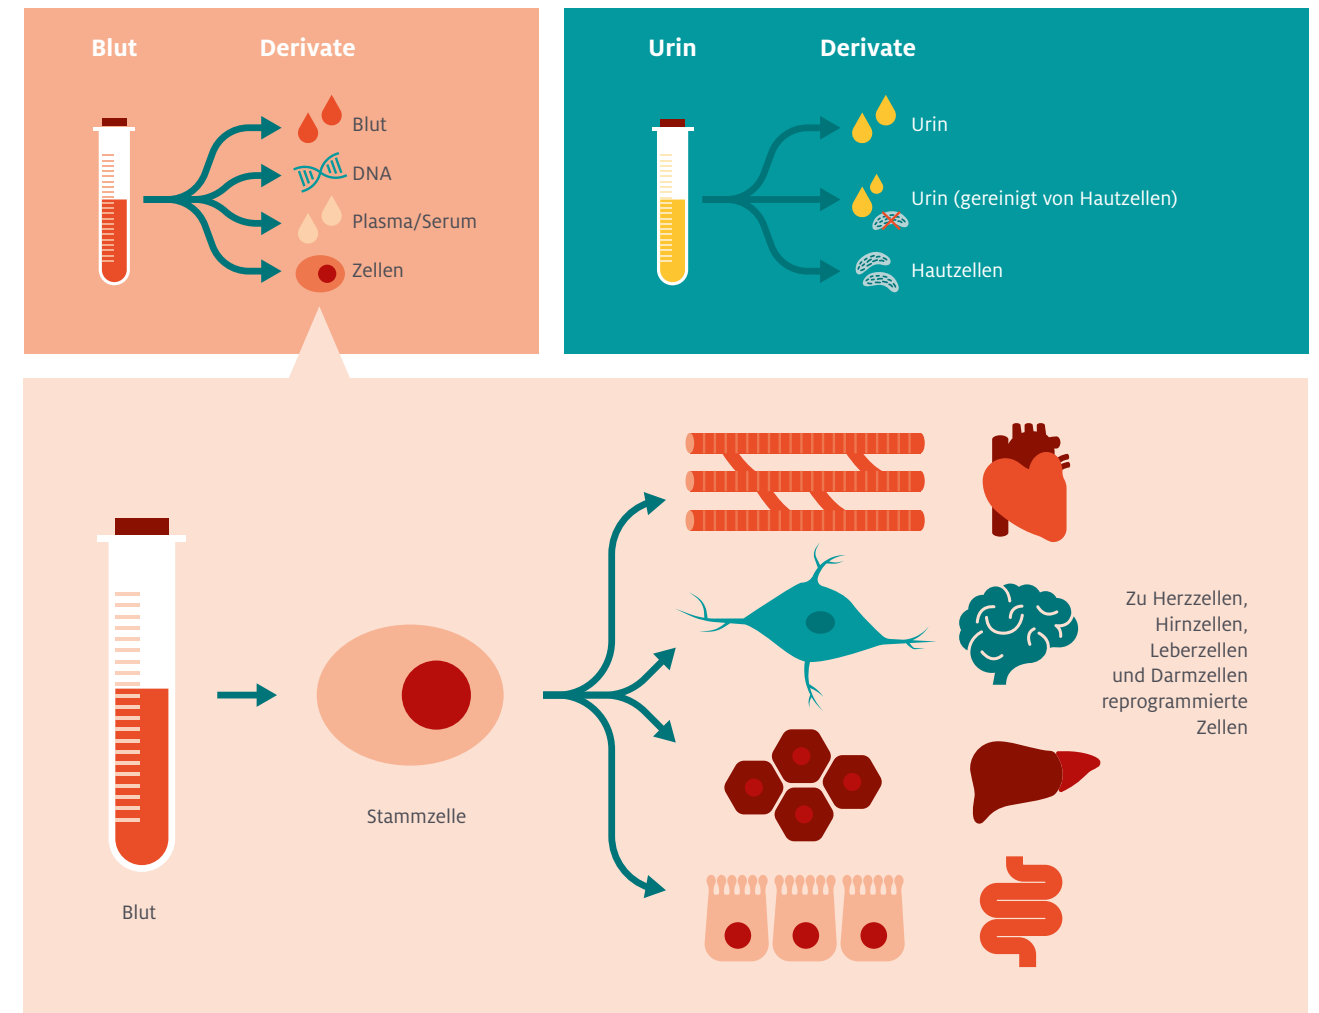 Blut
Derivate
Blut
DNA
Plasma/Serum
Zellen
Urin
Derivate
Urin
Urin (gereinigt von Hautzellen)
Hautzellen
Blut
Stammzelle
Zu Herzzellen,
Hirnzellen,
Leberzellen
und Darmzellen
reprogrammierte
Zellen